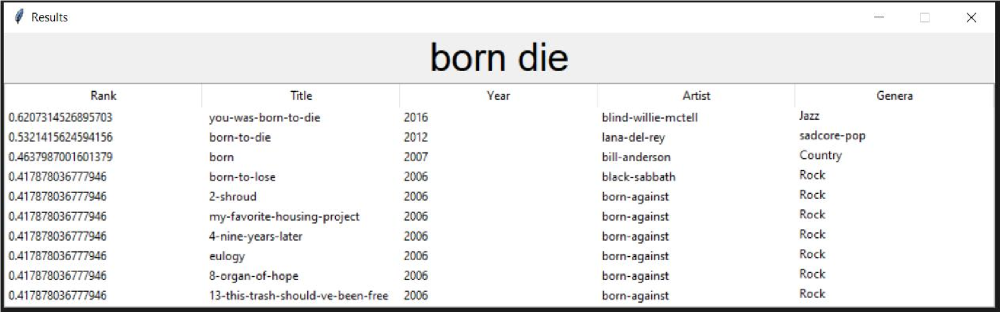 Results
born die
Rank Title Year Artist Genera
0.6207314526895703 you-was-born-to-die 2016 blind-willie-mctell Jazz
0.5321415624594156 born-to-die 2012 lana-del-rey sadcore-pop
0.46379870016013​79 born 2007 bill-anderson Country
0.417878036777946 born-to-lose 2006 black-sabbath Rock
0.417878036777946 2-shroud 2006 born-against Rock
0.417878036777946 my-favorite-housing-project 2006 born-against Rock
0.417878036777946 4-nine-years-later 2006 born-against Rock
0.417878036777946 eulogy 2006 born-against Rock
0.417878036777946 8-organ-of-hope 2006 born-against Rock
0.417878036777946 13-this-trash-should-ve-been-free 2006 born-against Rock